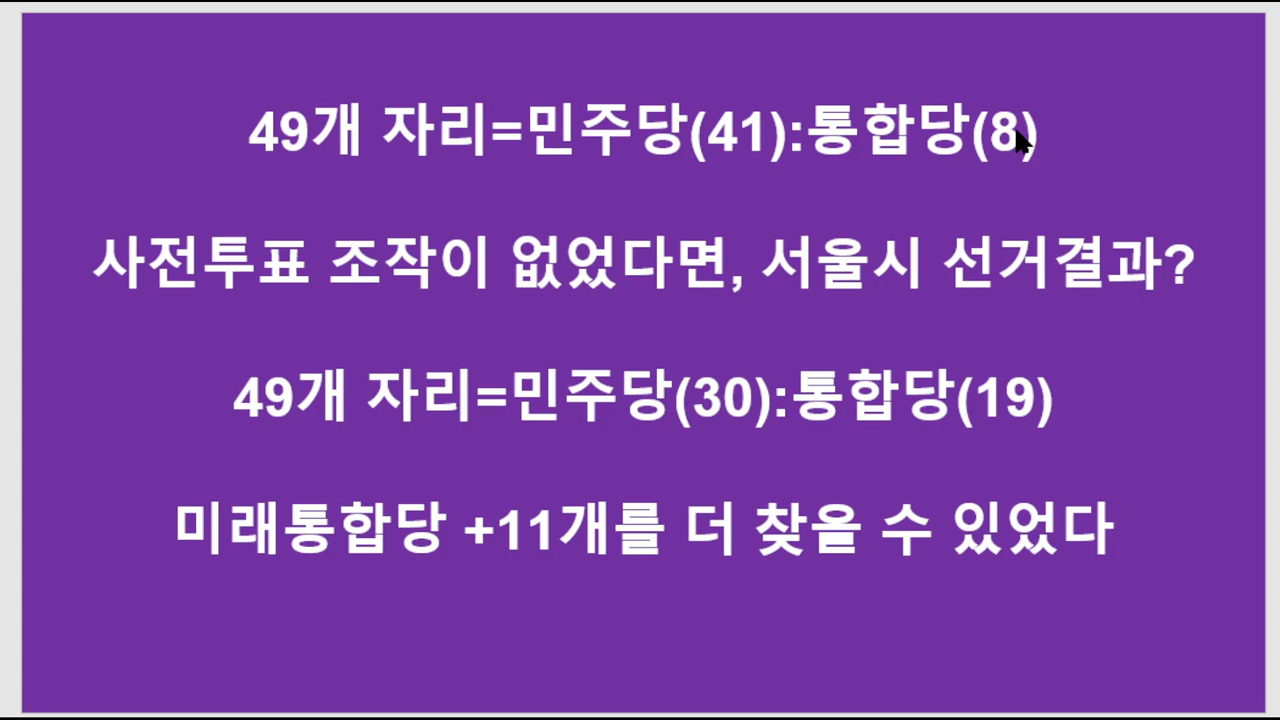 49개 자리=민주당(41):통합당(8)
사전투표 조작이 없었다면, 서울시 선거결과?
49개 자리=민주당(30):통합당(19)
미래통합당 +11개를 더 찾을 수 있었다